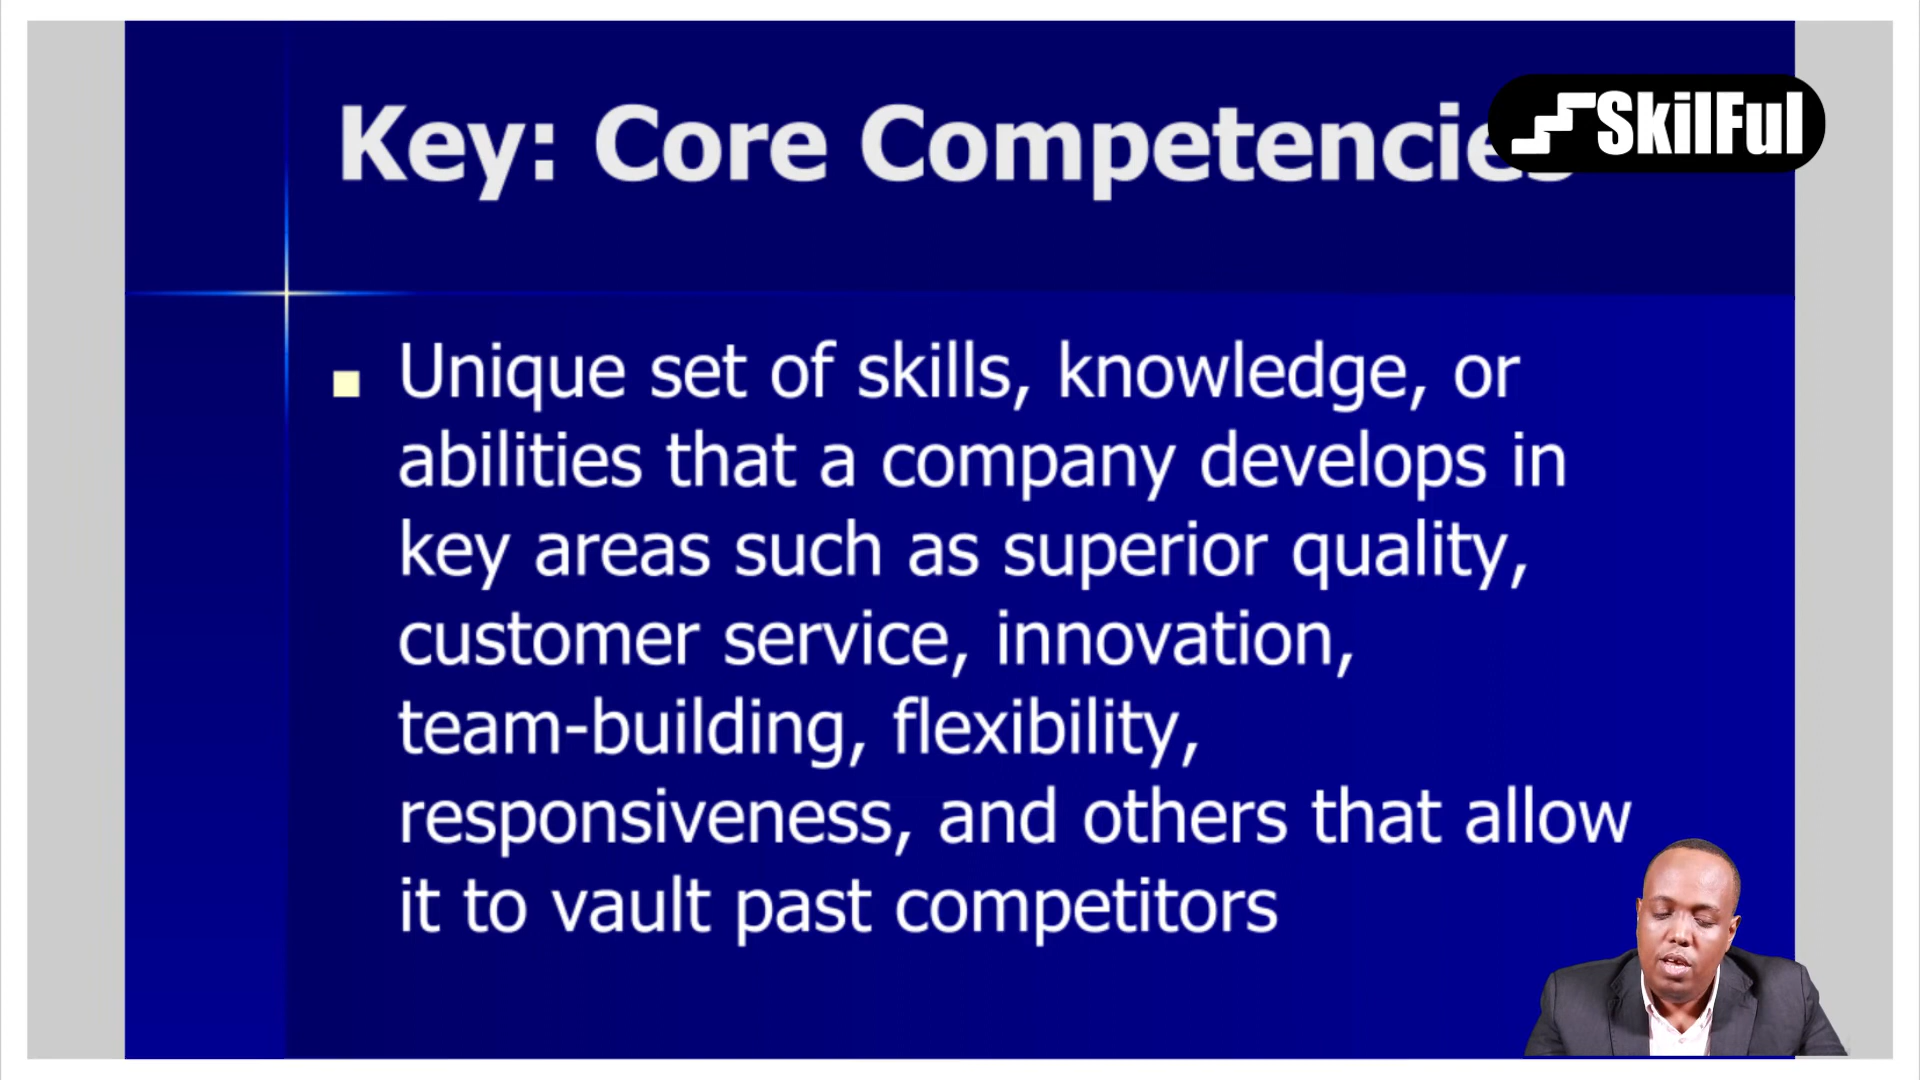 Key: Core Competencies
SkilFul
Unique set of skills, knowledge, or
abilities that a company develops in
key areas such as superior quality,
customer service, innovation,
team-building, flexibility,
responsiveness, and others that allow
it to vault past competitors